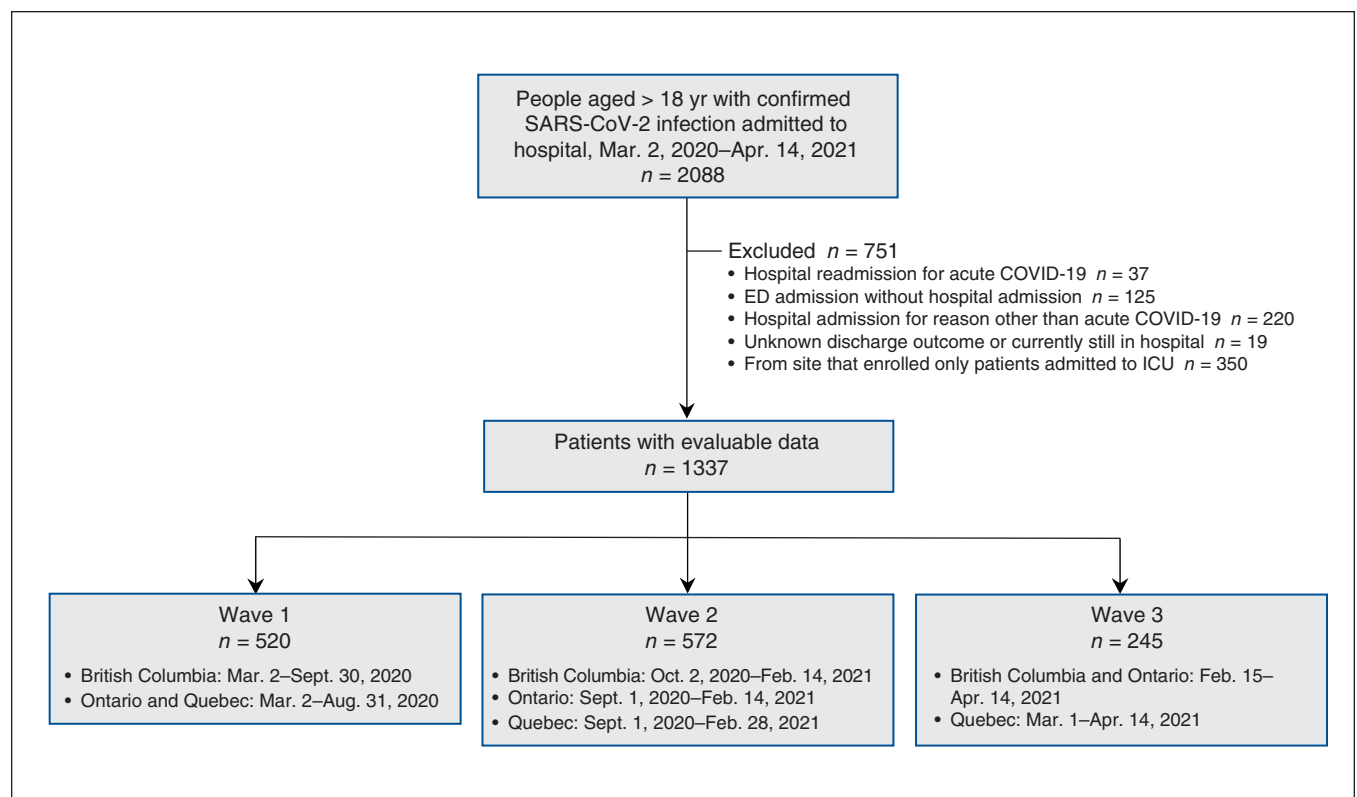 People aged > 18 yr with confirmed
SARS-CoV-2 infection admitted to
hospital, Mar. 2, 2020–Apr. 14, 2021
n = 2088
Excluded n = 751
• Hospital readmission for acute COVID-19 n = 37
• ED admission without hospital admission n = 125
• Hospital admission for reason other than acute COVID-19 n = 220
• Unknown discharge outcome or currently still in hospital n = 19
• From site that enrolled only patients admitted to ICU n = 350
Patients with evaluable data
n = 1337
Wave 1
n = 520
• British Columbia: Mar. 2–Sept. 30, 2020
• Ontario and Quebec: Mar. 2–Aug. 31, 2020
Wave 2
n = 572
• British Columbia: Oct. 2, 2020–Feb. 14, 2021
• Ontario: Sept. 1, 2020–Feb. 14, 2021
• Quebec: Sept. 1, 2020–Feb. 28, 2021
Wave 3
n = 245
• British Columbia and Ontario: Feb. 15–
Apr. 14, 2021
• Quebec: Mar. 1–Apr. 14, 2021